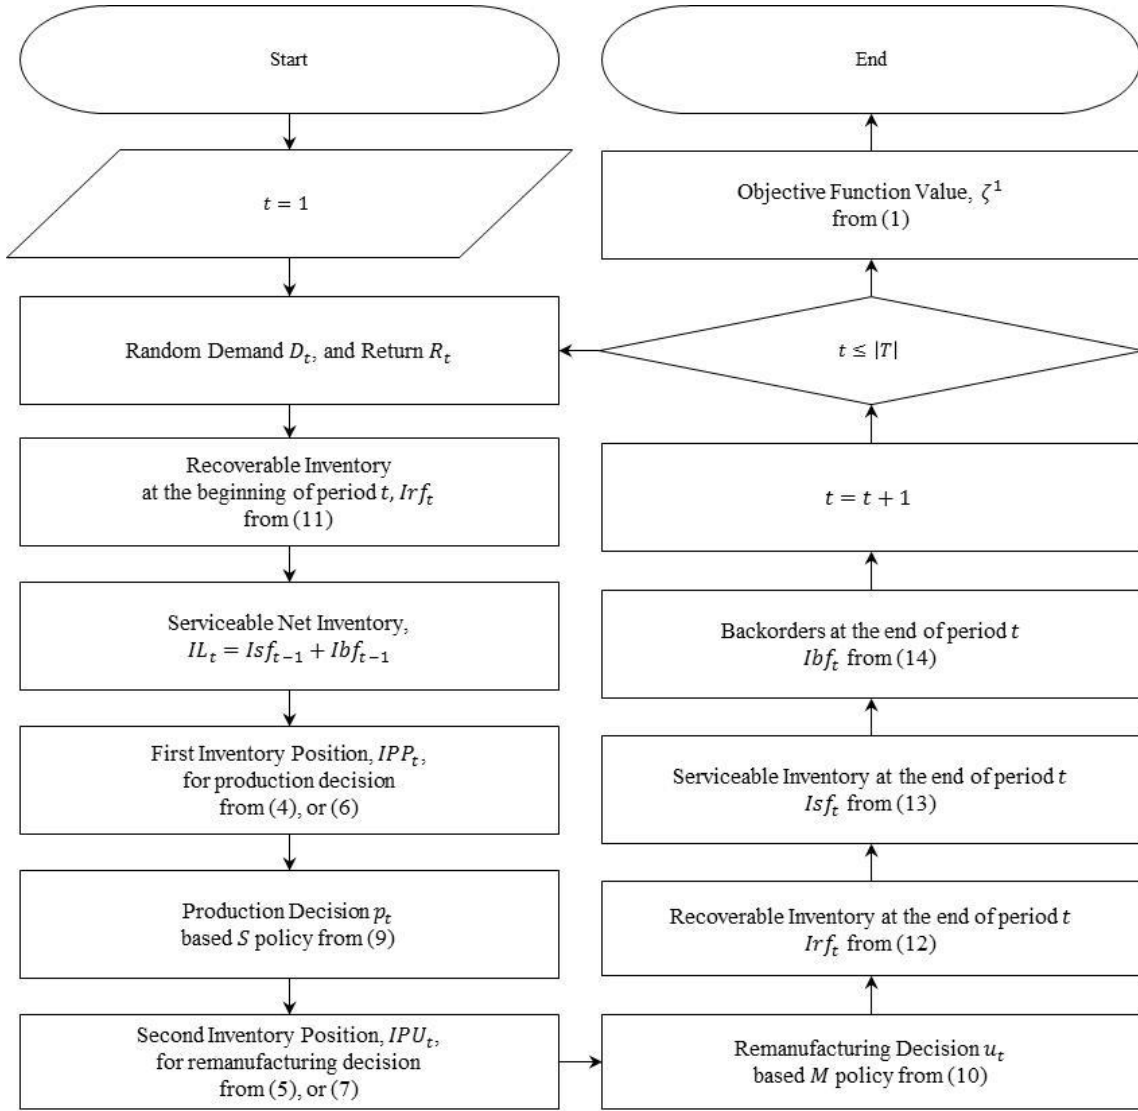 Start
t = 1
Random Demand D_t, and Return R_t
Recoverable Inventory
at the beginning of period t, Irf_t
from (11)
Serviceable Net Inventory,
IL_t = Isf_{t−1} + Ibf_{t−1}
First Inventory Position, IPP_t,
for production decision
from (4), or (6)
Production Decision p_t
based S policy from (9)
Second Inventory Position, IPU_t,
for remanufacturing decision
from (5), or (7)
Remanufacturing Decision u_t
based M policy from (10)
Recoverable Inventory at the end of period t
Irf_t from (12)
Serviceable Inventory at the end of period t
Isf_t from (13)
Backorders at the end of period t
Ibf_t from (14)
t = t + 1
t ≤ |T|
Objective Function Value, ζ^1
from (1)
End